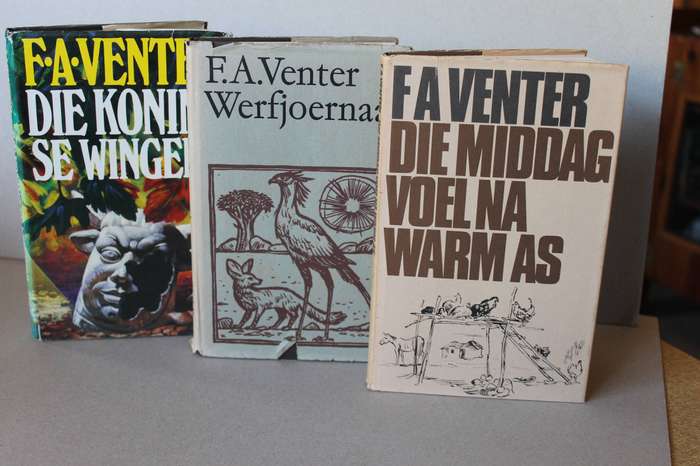 F·A·VENTE
DIE KONIN
SE WINGE
F.A.Venter
Werfjoernaa
F A VENTER
DIE MIDDAG
VOEL NA
WARM AS